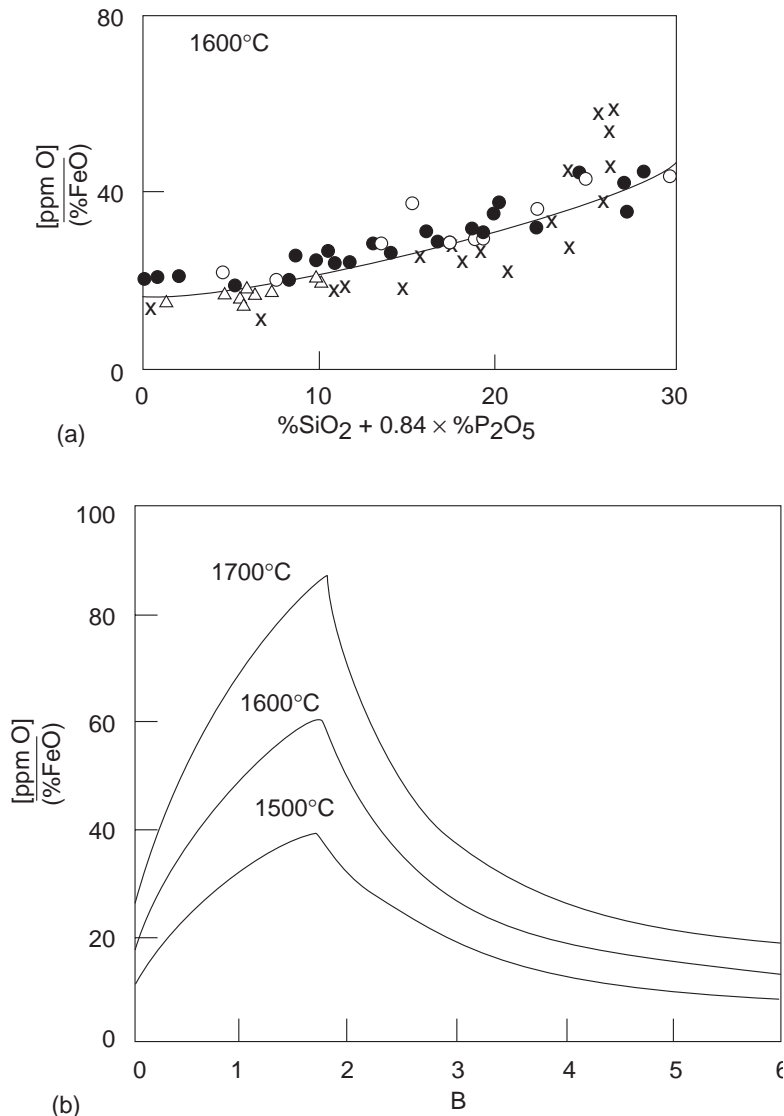 80
1600°C
[ppm O]
(%FeO)
40
0
0 10 20 30
(a)
%SiO₂ + 0.84 × %P₂O₅
100
80
60
40
20
0
1700°C
1600°C
1500°C
[ppm O]
(%FeO)
0 1 2 3 4 5 6
(b)
B